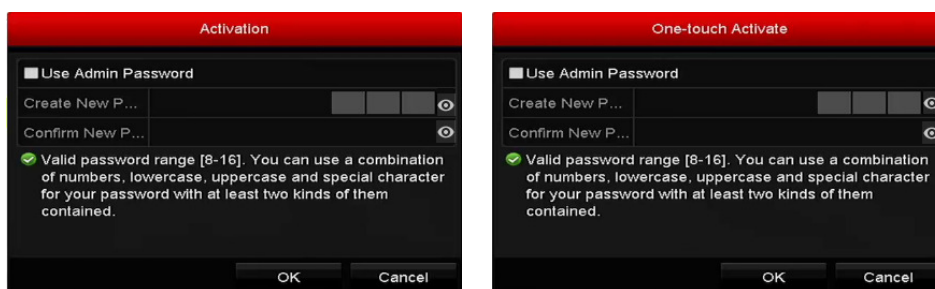 Activation
Use Admin Password
Create New P...
Confirm New P...
Valid password range [8-16]. You can use a combination
of numbers, lowercase, uppercase and special character
for your password with at least two kinds of them
contained.
OK Cancel
One-touch Activate
Use Admin Password
Create New P...
Confirm New P...
Valid password range [8-16]. You can use a combination
of numbers, lowercase, uppercase and special character
for your password with at least two kinds of them
contained.
OK Cancel